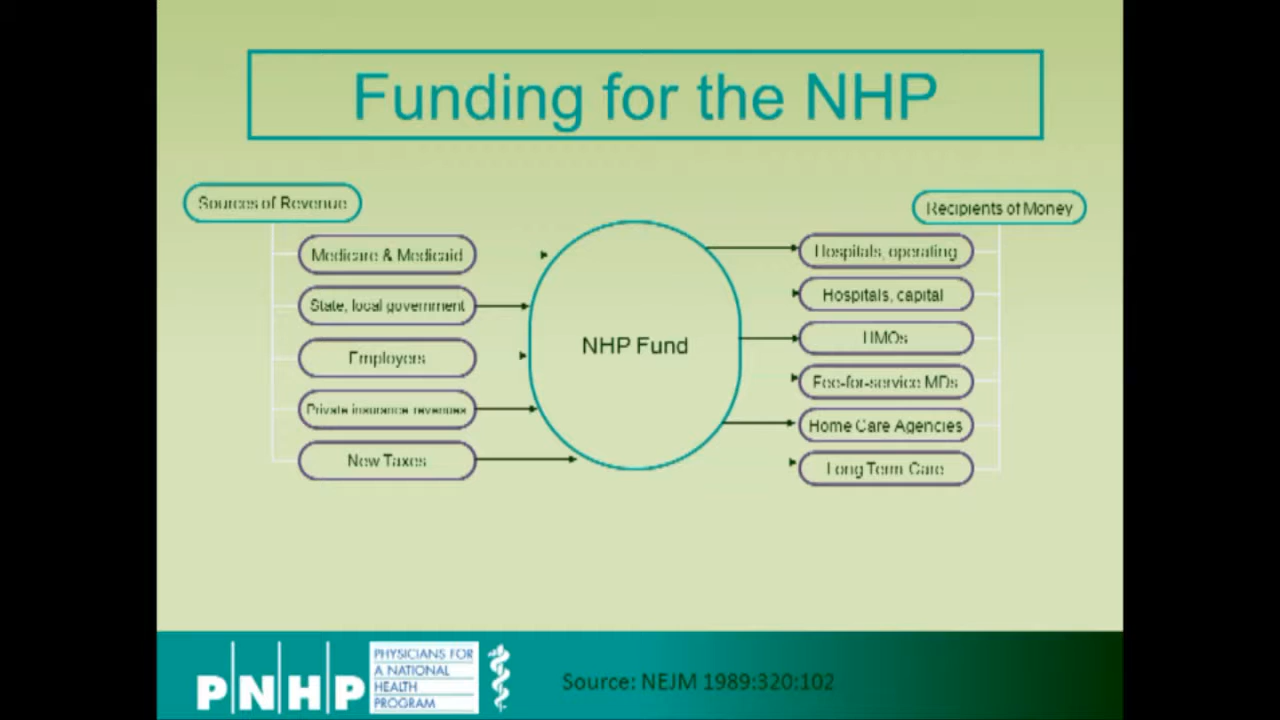 Funding for the NHP
Sources of Revenue
Medicare & Medicaid
State, local government
Employers
Private insurance revenues
New Taxes
NHP Fund
Recipients of Money
Hospitals, operating
Hospitals, capital
HMOs
Fee-for-service MDs
Home Care Agencies
Long Term Care
PNHP
PHYSICIANS FOR
A NATIONAL
HEALTH
PROGRAM
Source: NEJM 1989:320:102